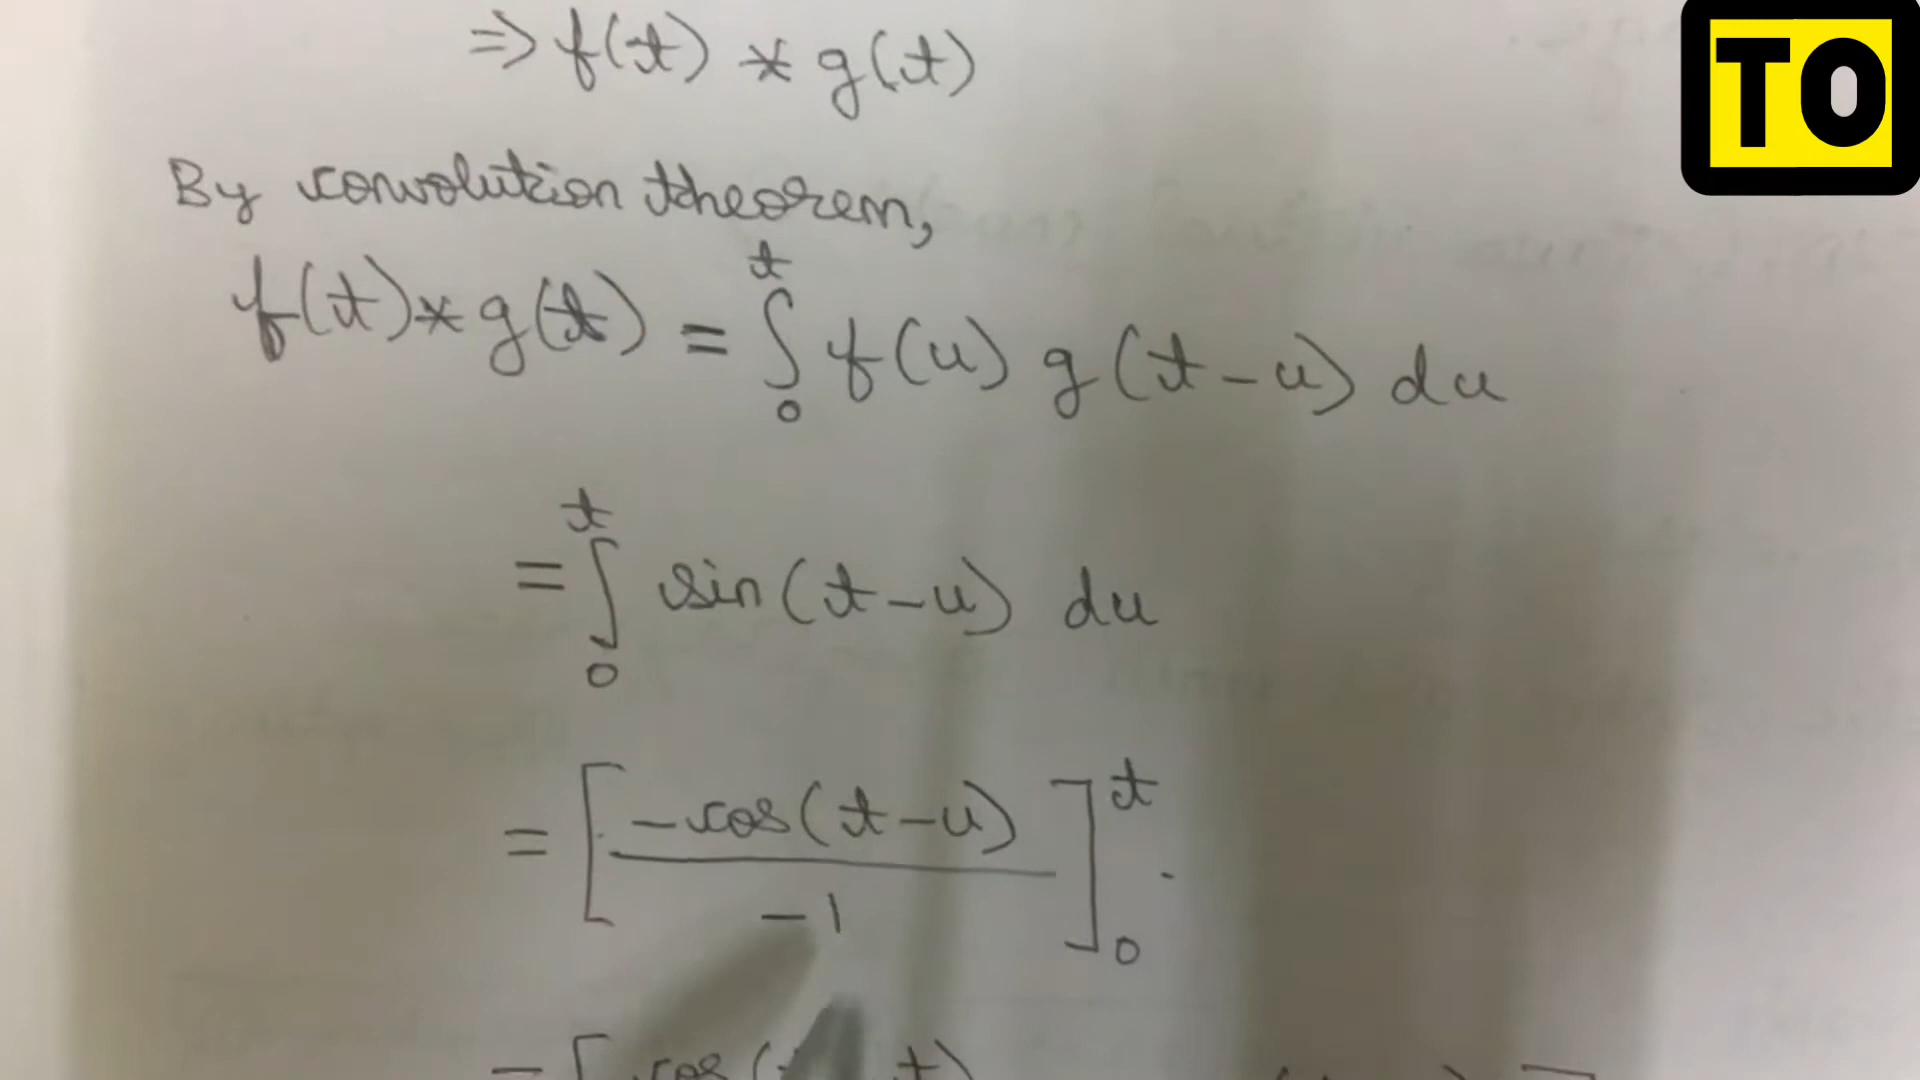 ⇒ f(t) * g(t)
TO
By convolution theorem,
f(t) * g(t) = ∫₀ᵗ f(u) g(t-u) du
= ∫₀ᵗ sin(t-u) du
= [ -cos(t-u) / -1 ]₀ᵗ